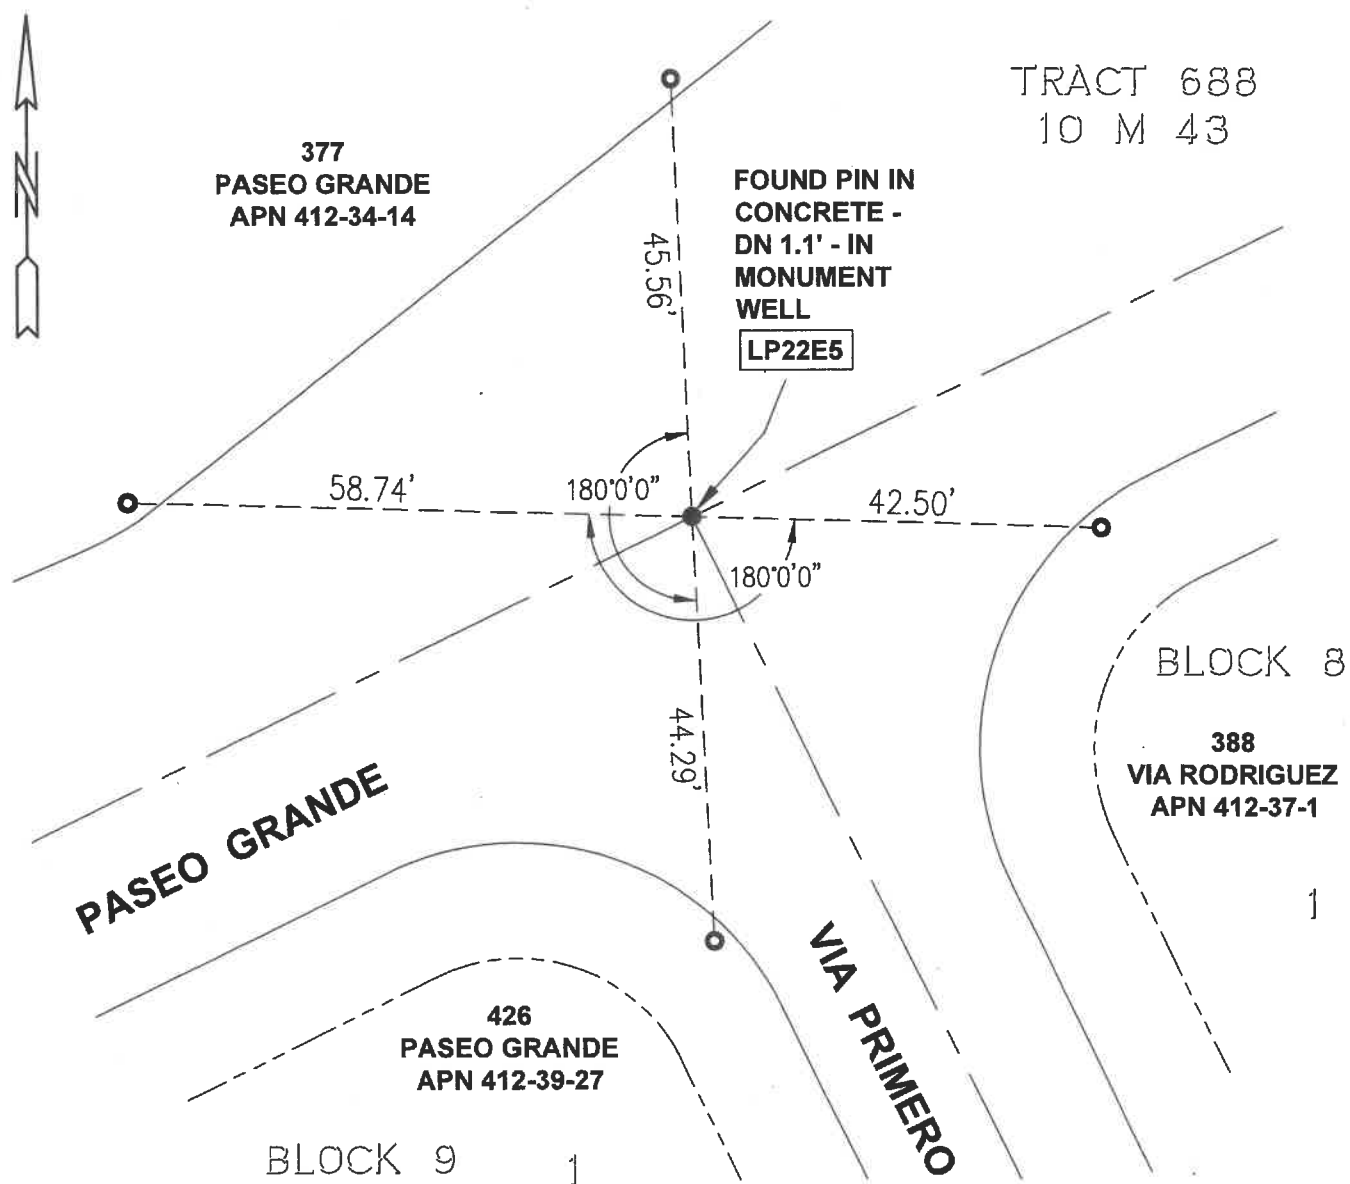 TRACT 688
10 M 43
N
377
PASEO GRANDE
APN 412-34-14
FOUND PIN IN
CONCRETE -
DN 1.1' - IN
MONUMENT
WELL
LP22E5
45.56'
58.74'
180°0'0"
42.50'
180°0'0"
44.29'
BLOCK 8
388
VIA RODRIGUEZ
APN 412-37-1
1
PASEO GRANDE
VIA PRIMERO
426
PASEO GRANDE
APN 412-39-27
BLOCK 9
1